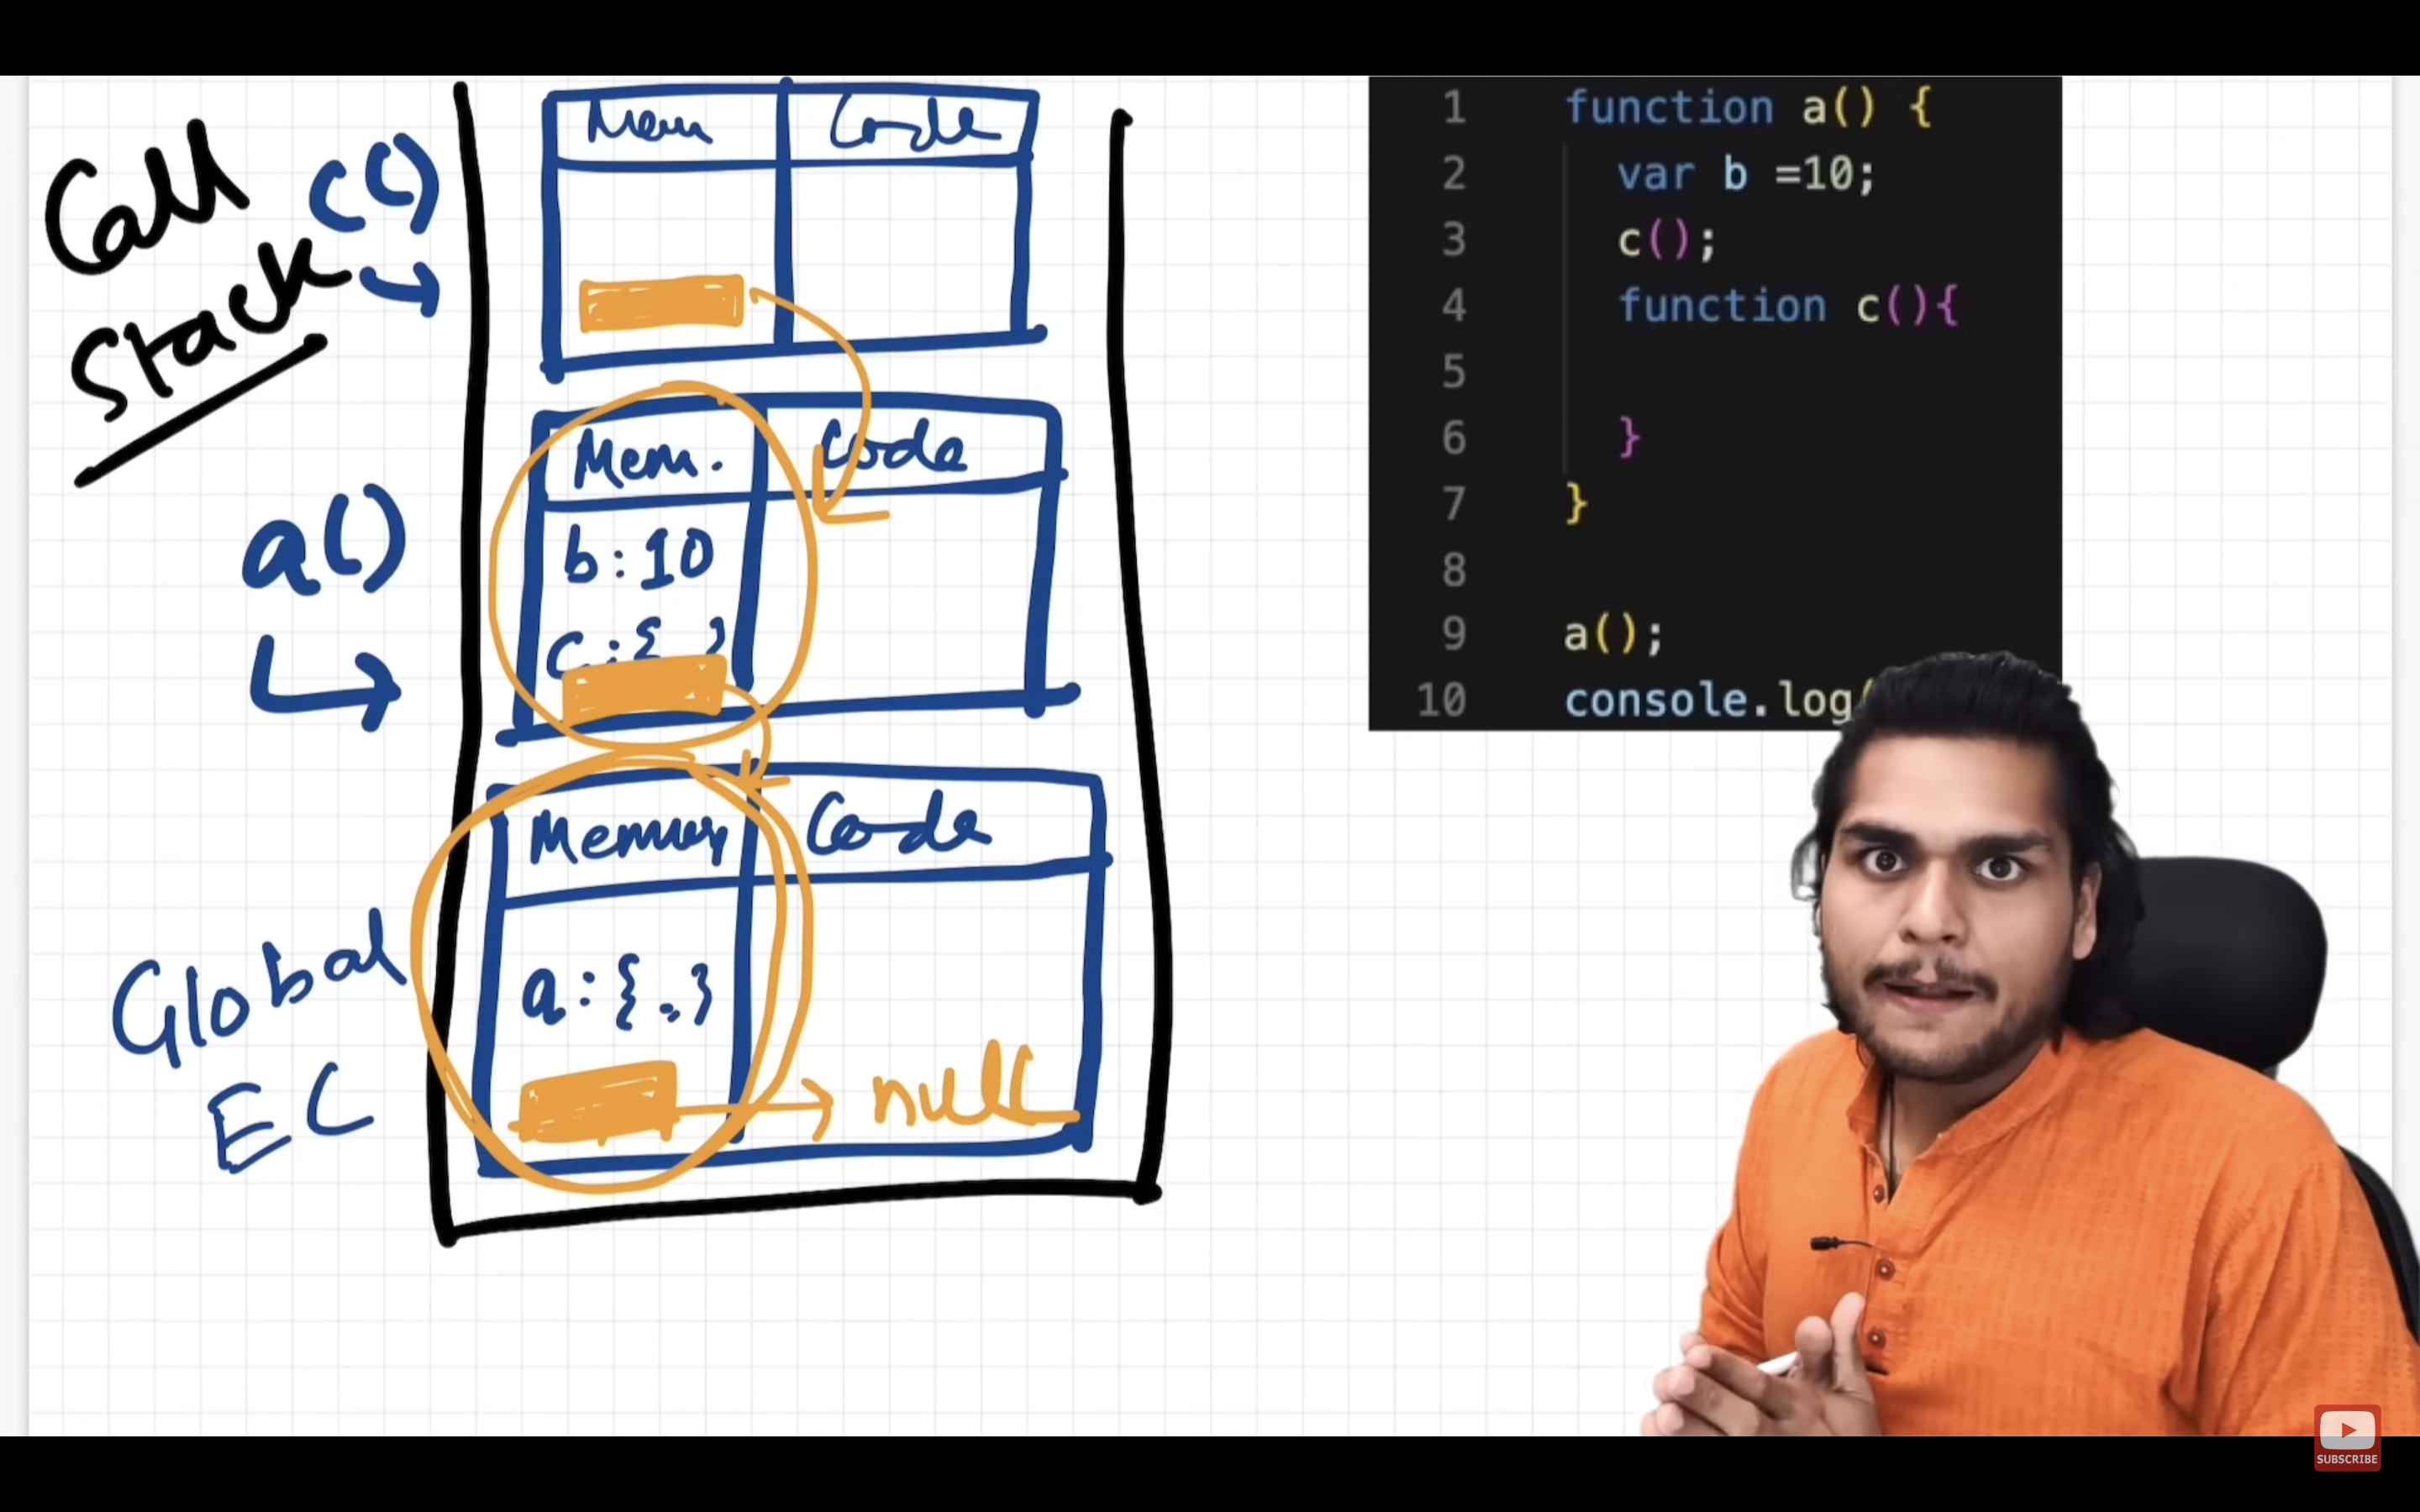 Call
Stack
c()
Mem Code
a()
Mem. Code
b:10
c:{ }
Global
EC
Memory Code
a:{..}
null
1 function a() {
2 var b =10;
3 c();
4 function c(){
5
6 }
7 }
8
9 a();
10 console.log(
SUBSCRIBE